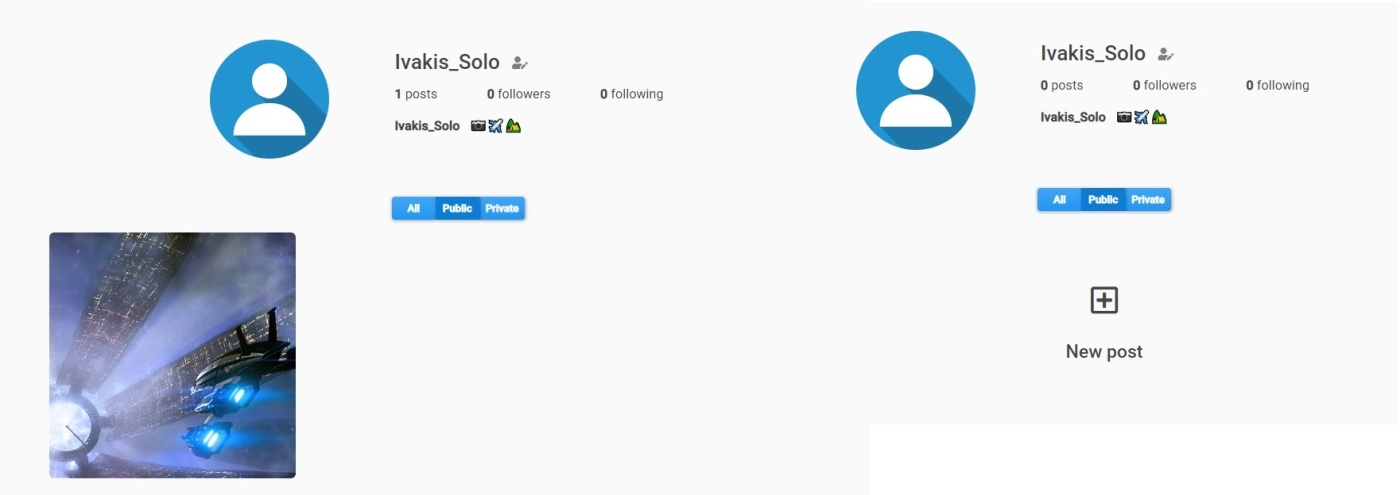 Ivakis_Solo
1 posts 0 followers 0 following
Ivakis_Solo
All Public Private
Ivakis_Solo
0 posts 0 followers 0 following
Ivakis_Solo
All Public Private
New post